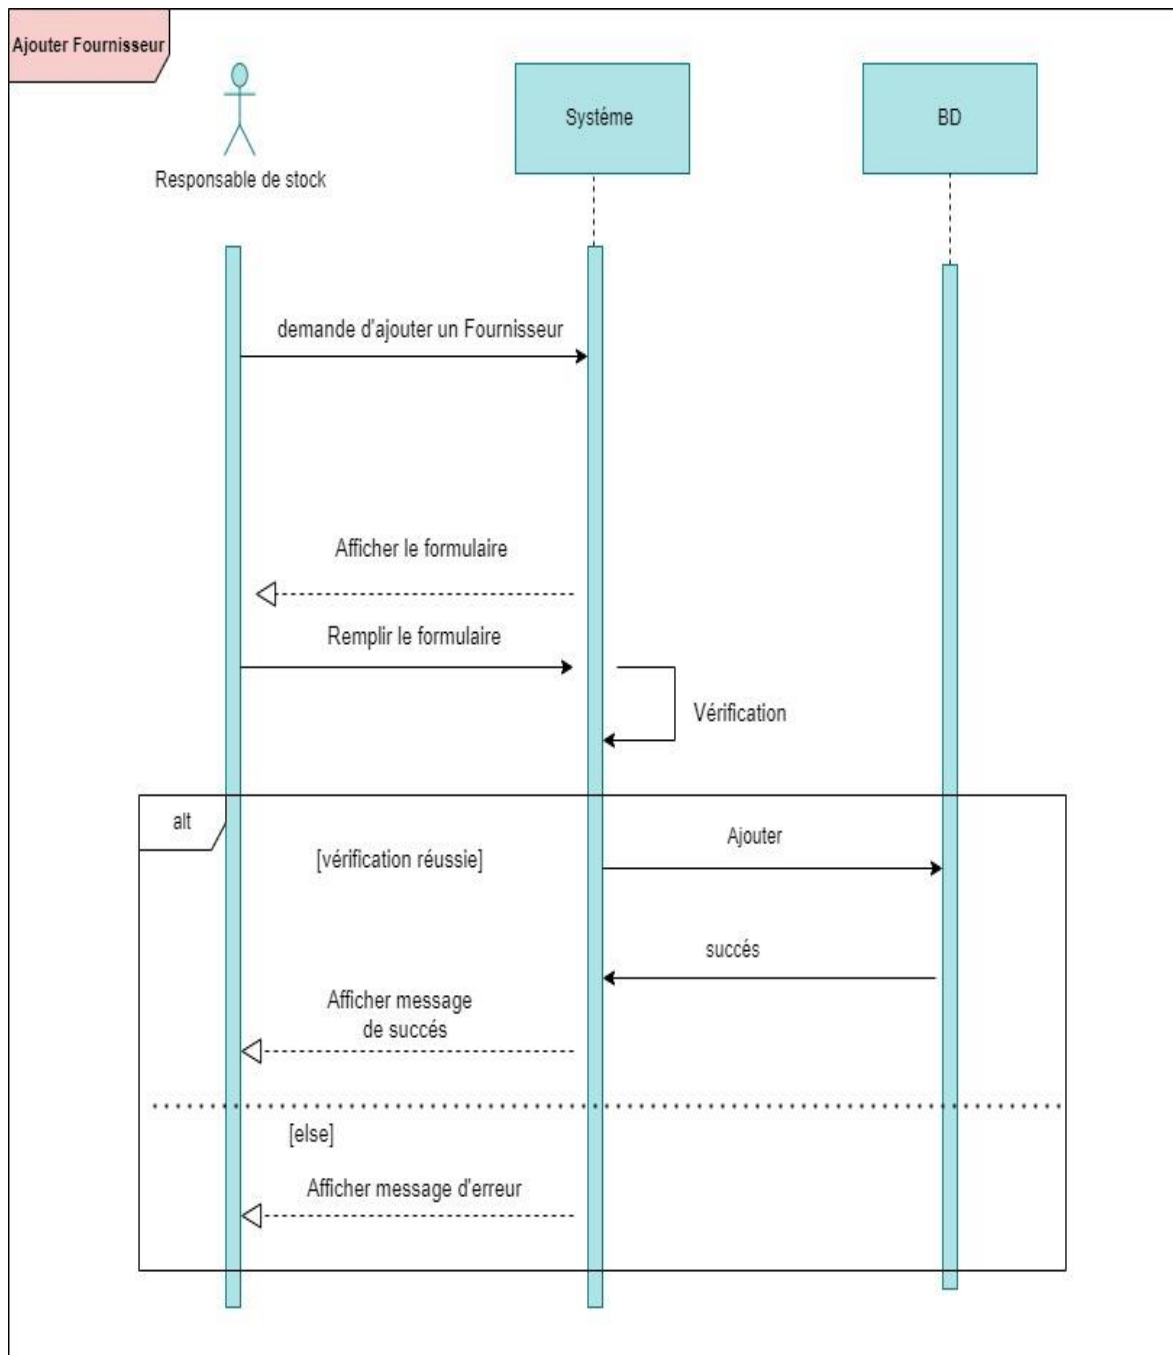 Ajouter Fournisseur
Responsable de stock
Systéme
BD
demande d'ajouter un Fournisseur
Afficher le formulaire
Remplir le formulaire
Vérification
alt
[vérification réussie]
Ajouter
succés
Afficher message
de succés
[else]
Afficher message d'erreur